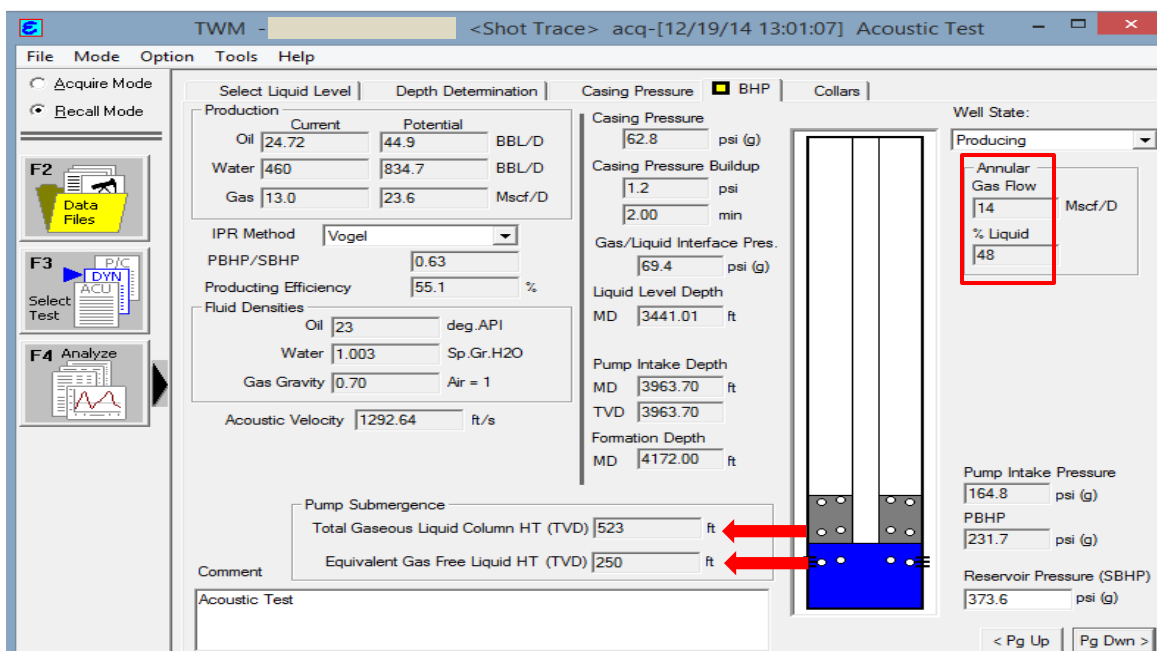 TWM - <Shot Trace> acq-[12/19/14 13:01:07] Acoustic Test
File Mode Option Tools Help
Acquire Mode
Recall Mode
F2
Data
Files
F3
P/C
DYN
ACU
Select
Test
F4 Analyze
Select Liquid Level
Depth Determination
Casing Pressure
BHP
Collars
Production
Current Potential
Oil 24.72 44.9 BBL/D
Water 460 834.7 BBL/D
Gas 13.0 23.6 Mscf/D
IPR Method Vogel
PBHP/SBHP 0.63
Producting Efficiency 55.1 %
Fluid Densities
Oil 23 deg.API
Water 1.003 Sp.Gr.H2O
Gas Gravity 0.70 Air = 1
Acoustic Velocity 1292.64 ft/s
Casing Pressure
62.8 psi (g)
Casing Pressure Buildup
1.2 psi
2.00 min
Gas/Liquid Interface Pres.
69.4 psi (g)
Liquid Level Depth
MD 3441.01 ft
Pump Intake Depth
MD 3963.70 ft
TVD 3963.70
Formation Depth
MD 4172.00 ft
Pump Submergence
Total Gaseous Liquid Column HT (TVD) 523 ft
Equivalent Gas Free Liquid HT (TVD) 250 ft
Comment
Acoustic Test
Well State:
Producing
Annular
Gas Flow
14 Mscf/D
% Liquid
48
Pump Intake Pressure
164.8 psi (g)
PBHP
231.7 psi (g)
Reservoir Pressure (SBHP)
373.6 psi (g)
< Pg Up
Pg Dwn >